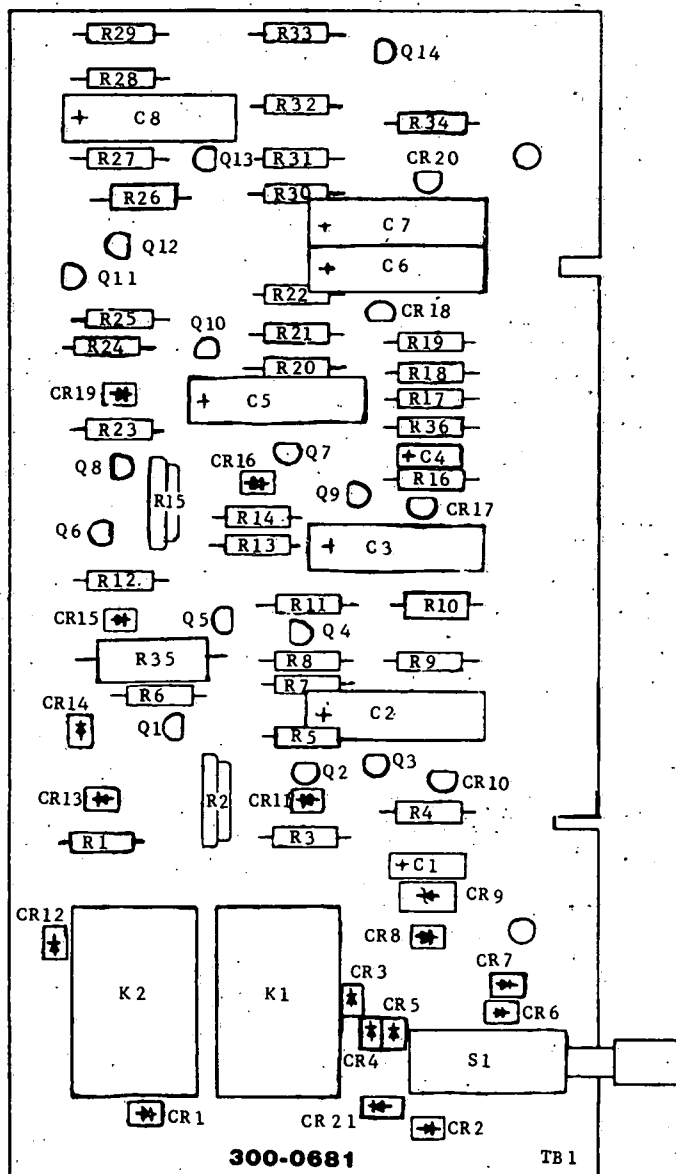 R29 R33
Q14
R28
C8 R32
+
R34
R27 Q13 R31 CR20
R26 R30
C7
+
Q12
C6
+
Q11
R22
CR18
R25 Q10
R24 R21 R19
R20 R18
CR19 C5 R17
+
R23 R36
Q7
+C4
Q8 CR16 R16
R15 Q9
CR17
R14
Q6 R13 C3
+
R12
R11 R10
CR15 Q5
Q4
R35 R8 R9
R6 R7
CR14 C2
+
Q1 R5
Q2 Q3
CR10
CR13 R2 CR11
R4
R1 R3
+C1
CR9
CR12
CR8
CR7
K2 K1 CR3
CR5 CR6
CR4 S1
CR1 CR21 CR2
300-0681 TB1